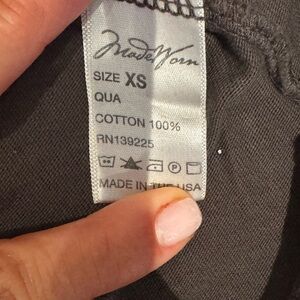 MadeWorn
SIZE XS
QUA
COTTON 100%
RN139225
MADE IN THE USA